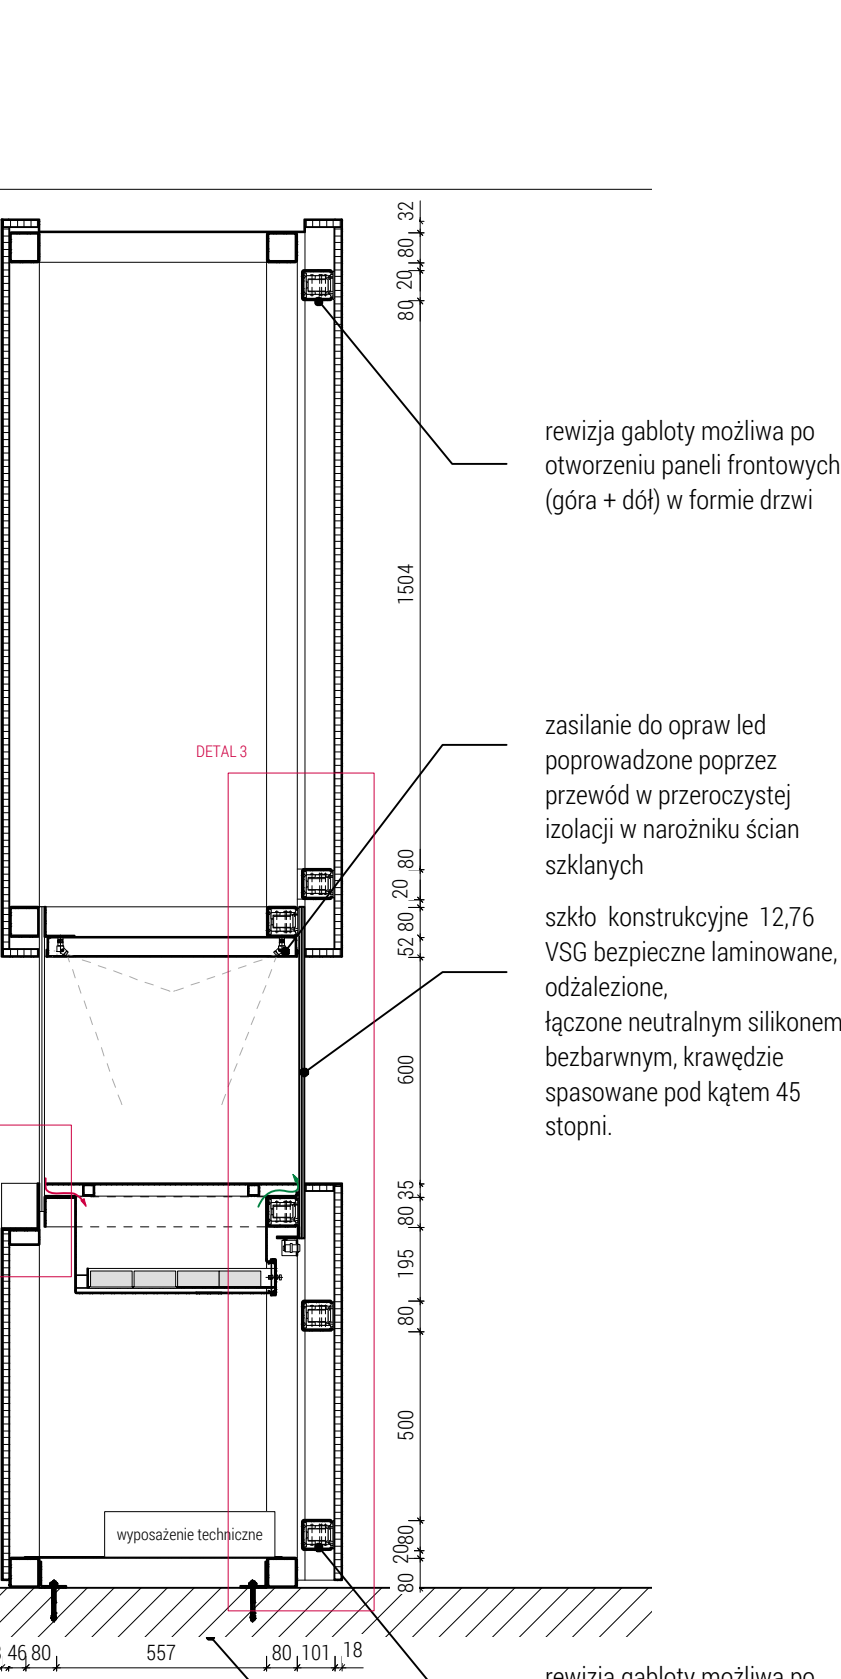 32
80
20
80
rewizja gabloty możliwa po
otworzeniu paneli frontowych
(góra + dół) w formie drzwi
1504
zasilanie do opraw led
poprowadzone poprzez
przewód w przeroczystej
izolacji w narożniku ścian
szklanych
DETAL 3
80
20
80
52
szkło konstrukcyjne 12,76
VSG bezpieczne laminowane,
odżalezione,
łączone neutralnym silikonem
bezbarwnym, krawędzie
spasowane pod kątem 45
stopni.
600
35
80
195
80
500
wyposażenie techniczne
80
20
80
46 80 557 80 101 18
rewizja gabloty możliwa po